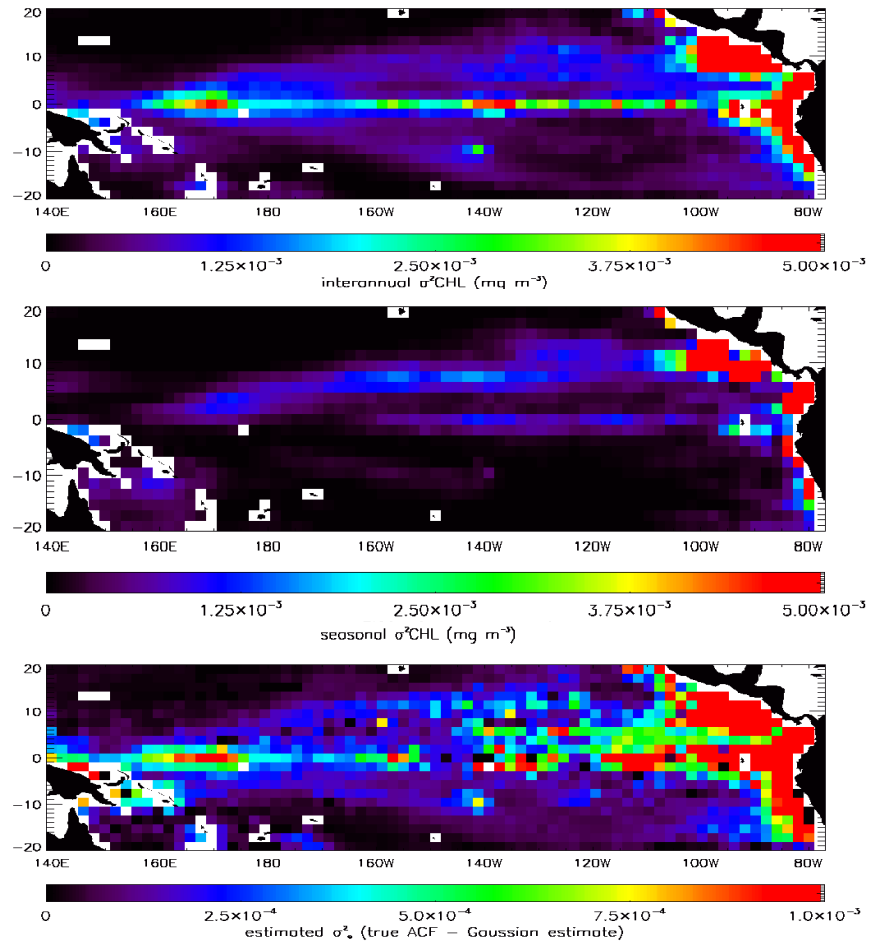 20
10
0
-10
-20
140E 160E 180 160W 140W 120W 100W 80W
0 1.25×10⁻³ 2.50×10⁻³ 3.75×10⁻³ 5.00×10⁻³
interannual σ²CHL (mg m⁻³)
20
10
0
-10
-20
140E 160E 180 160W 140W 120W 100W 80W
0 1.25×10⁻³ 2.50×10⁻³ 3.75×10⁻³ 5.00×10⁻³
seasonal σ²CHL (mg m⁻³)
20
10
0
-10
-20
140E 160E 180 160W 140W 120W 100W 80W
0 2.5×10⁻⁴ 5.0×10⁻⁴ 7.5×10⁻⁴ 1.0×10⁻³
estimated σ² (true ACF - Gaussian estimate)